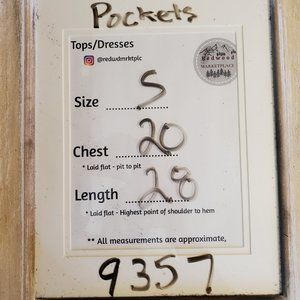 Pockets
Tops/Dresses
@redwdmrktplc
Redwood
MARKETPLACE
Size .....S.....
Chest .....20.....
* Laid flat - pit to pit
Length .....28.....
* Laid flat - Highest point of shoulder to hem
** All measurements are approximate,
9357